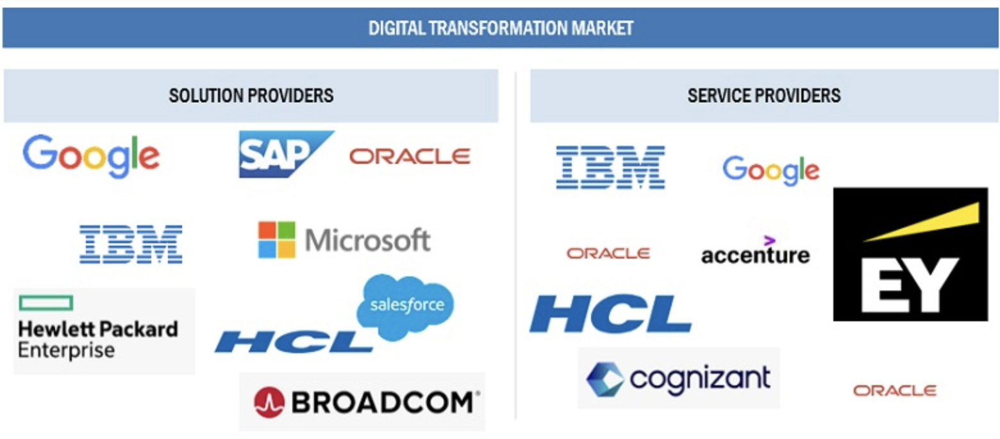 DIGITAL TRANSFORMATION MARKET
SOLUTION PROVIDERS
Google
SAP
ORACLE
IBM
Microsoft
salesforce
Hewlett Packard
Enterprise
HCL
BROADCOM®
SERVICE PROVIDERS
IBM
Google
ORACLE
accenture
EY
HCL
cognizant
ORACLE